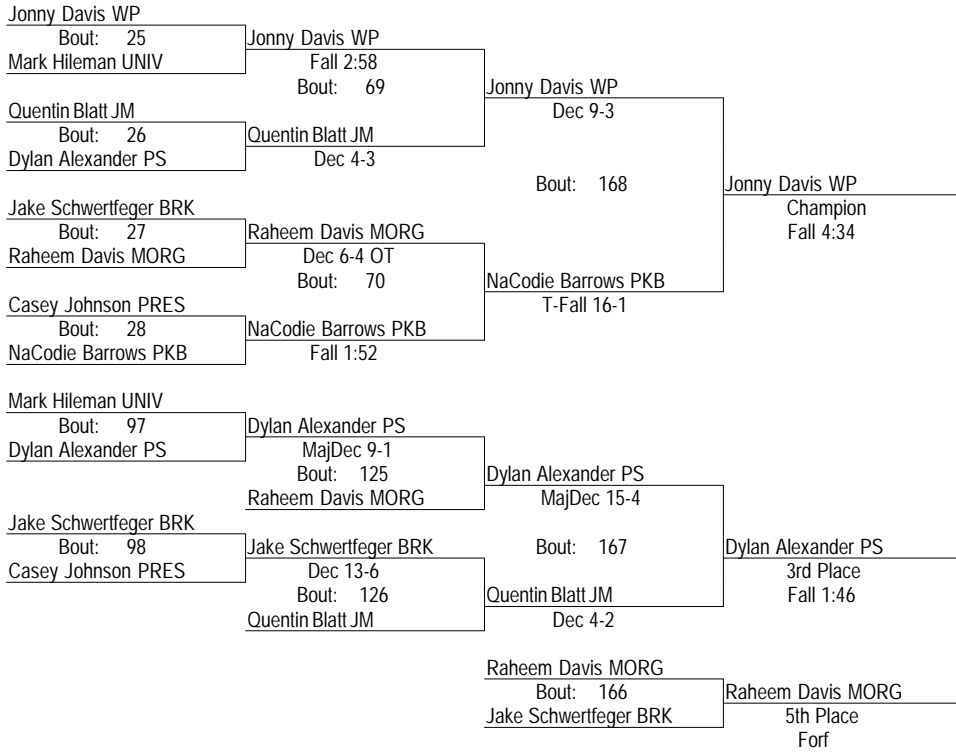 Jonny Davis WP
Bout: 25
Jonny Davis WP
Mark Hileman UNIV
Fall 2:58
Bout: 69
Jonny Davis WP
Quentin Blatt JM
Dec 9-3
Bout: 26
Quentin Blatt JM
Dylan Alexander PS
Dec 4-3
Bout: 168
Jonny Davis WP
Jake Schwertfeger BRK
Champion
Bout: 27
Raheem Davis MORG
Fall 4:34
Raheem Davis MORG
Dec 6-4 OT
Bout: 70
NaCodie Barrows PKB
Casey Johnson PRES
T-Fall 16-1
Bout: 28
NaCodie Barrows PKB
NaCodie Barrows PKB
Fall 1:52
Mark Hileman UNIV
Bout: 97
Dylan Alexander PS
Dylan Alexander PS
MajDec 9-1
Bout: 125
Dylan Alexander PS
Raheem Davis MORG
MajDec 15-4
Jake Schwertfeger BRK
Bout: 98
Jake Schwertfeger BRK
Bout: 167
Dylan Alexander PS
Casey Johnson PRES
Dec 13-6
3rd Place
Bout: 126
Quentin Blatt JM
Fall 1:46
Quentin Blatt JM
Dec 4-2
Raheem Davis MORG
Bout: 166
Raheem Davis MORG
Jake Schwertfeger BRK
5th Place
Forf